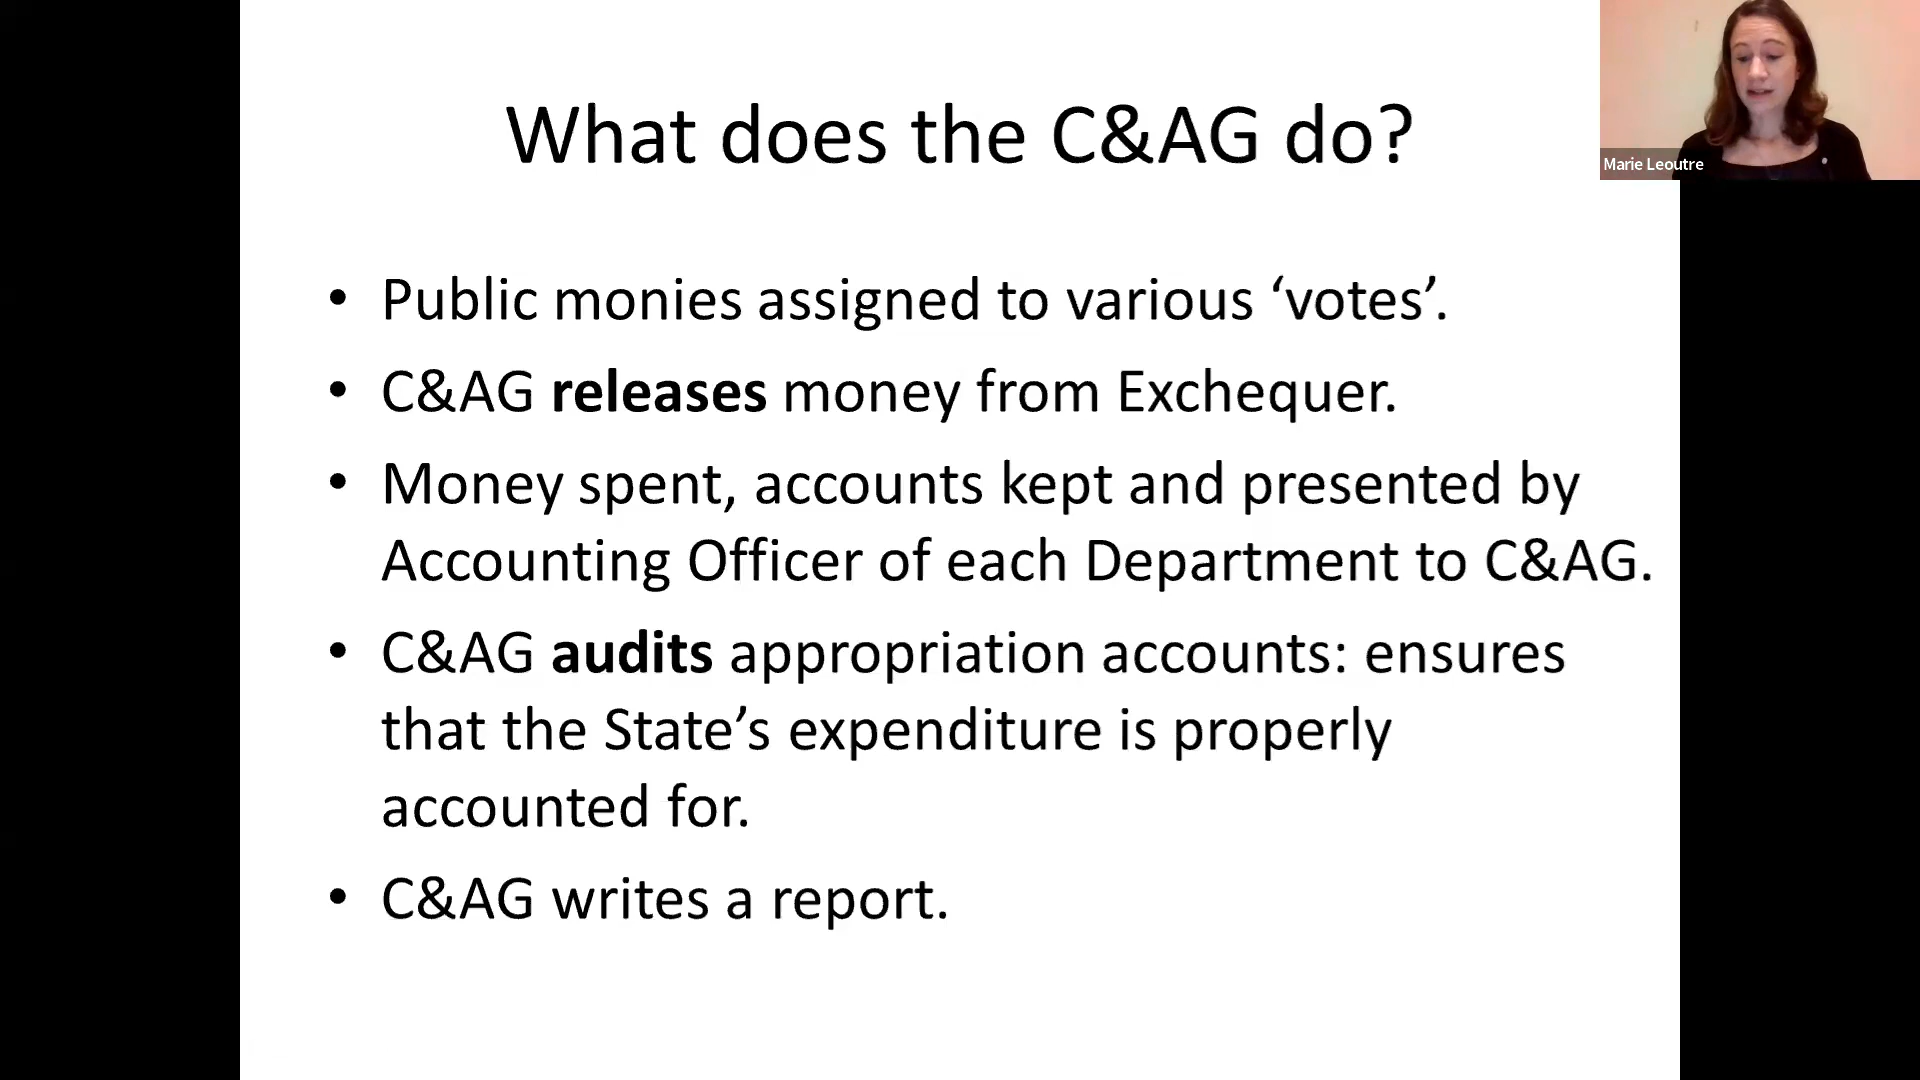 What does the C&AG do?
Marie Leoutre
• Public monies assigned to various ‘votes’.
• C&AG releases money from Exchequer.
• Money spent, accounts kept and presented by
Accounting Officer of each Department to C&AG.
• C&AG audits appropriation accounts: ensures
that the State’s expenditure is properly
accounted for.
• C&AG writes a report.